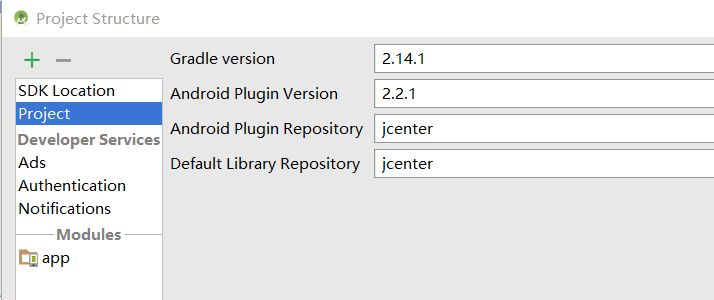 Project Structure
Gradle version 2.14.1
SDK Location
Android Plugin Version 2.2.1
Project
Android Plugin Repository jcenter
Developer Services
Default Library Repository jcenter
Ads
Authentication
Notifications
Modules
app